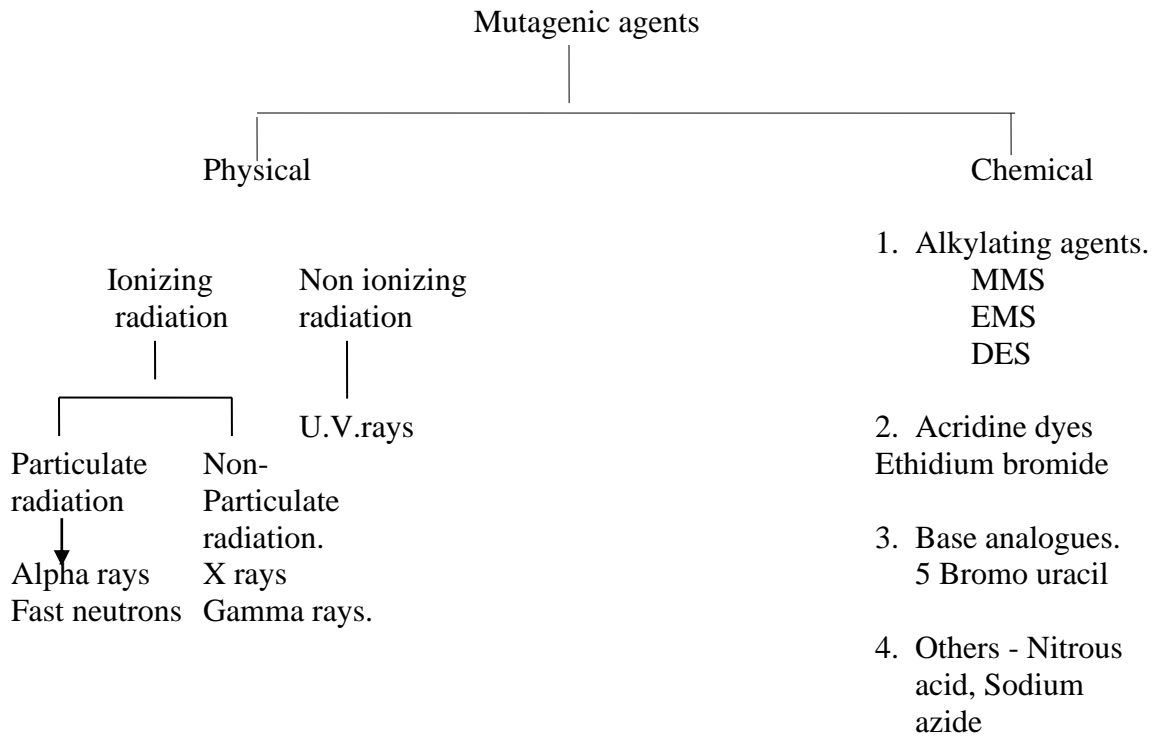 Mutagenic agents
Physical
Chemical
Ionizing
radiation
Non ionizing
radiation
U.V.rays
Particulate
radiation
Alpha rays
Fast neutrons
Non-
Particulate
radiation.
X rays
Gamma rays.
1. Alkylating agents.
MMS
EMS
DES
2. Acridine dyes
Ethidium bromide
3. Base analogues.
5 Bromo uracil
4. Others - Nitrous
acid, Sodium
azide